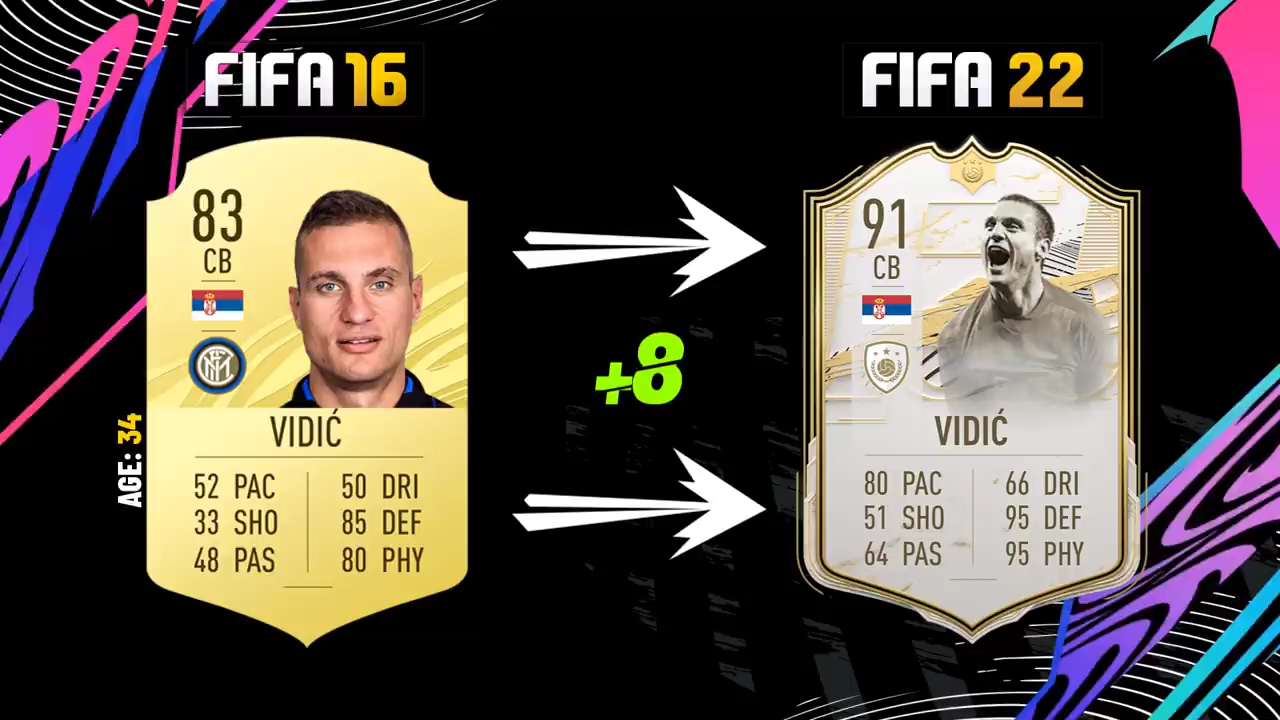 FIFA 16
FIFA 22
83
CB
AGE: 34
VIDIĆ
52 PAC
50 DRI
33 SHO
85 DEF
48 PAS
80 PHY
+8
91
CB
VIDIĆ
80 PAC
66 DRI
51 SHO
95 DEF
64 PAS
95 PHY